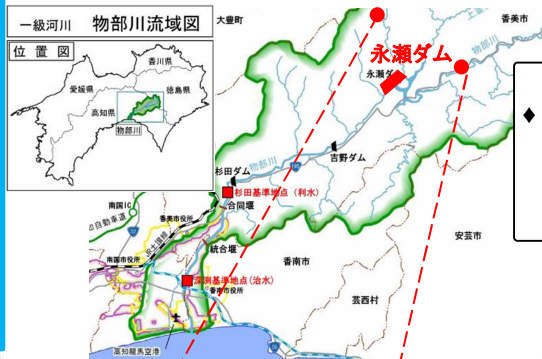 一級河川 物部川流域図
位置図
香川県
愛媛県
徳島県
高知県
物部川
大豊町
香美市
永瀬ダム
物部川
永瀬ダ
◆
吉野ダム
杉田ダム
物部川
杉田基準地点(利水)
合同堰
南国IC
香美市役所
安芸市
統合堰
香南市
南国市役所
深渕基準地点(治水)
香南市役所
芸西村
高知龍馬空港